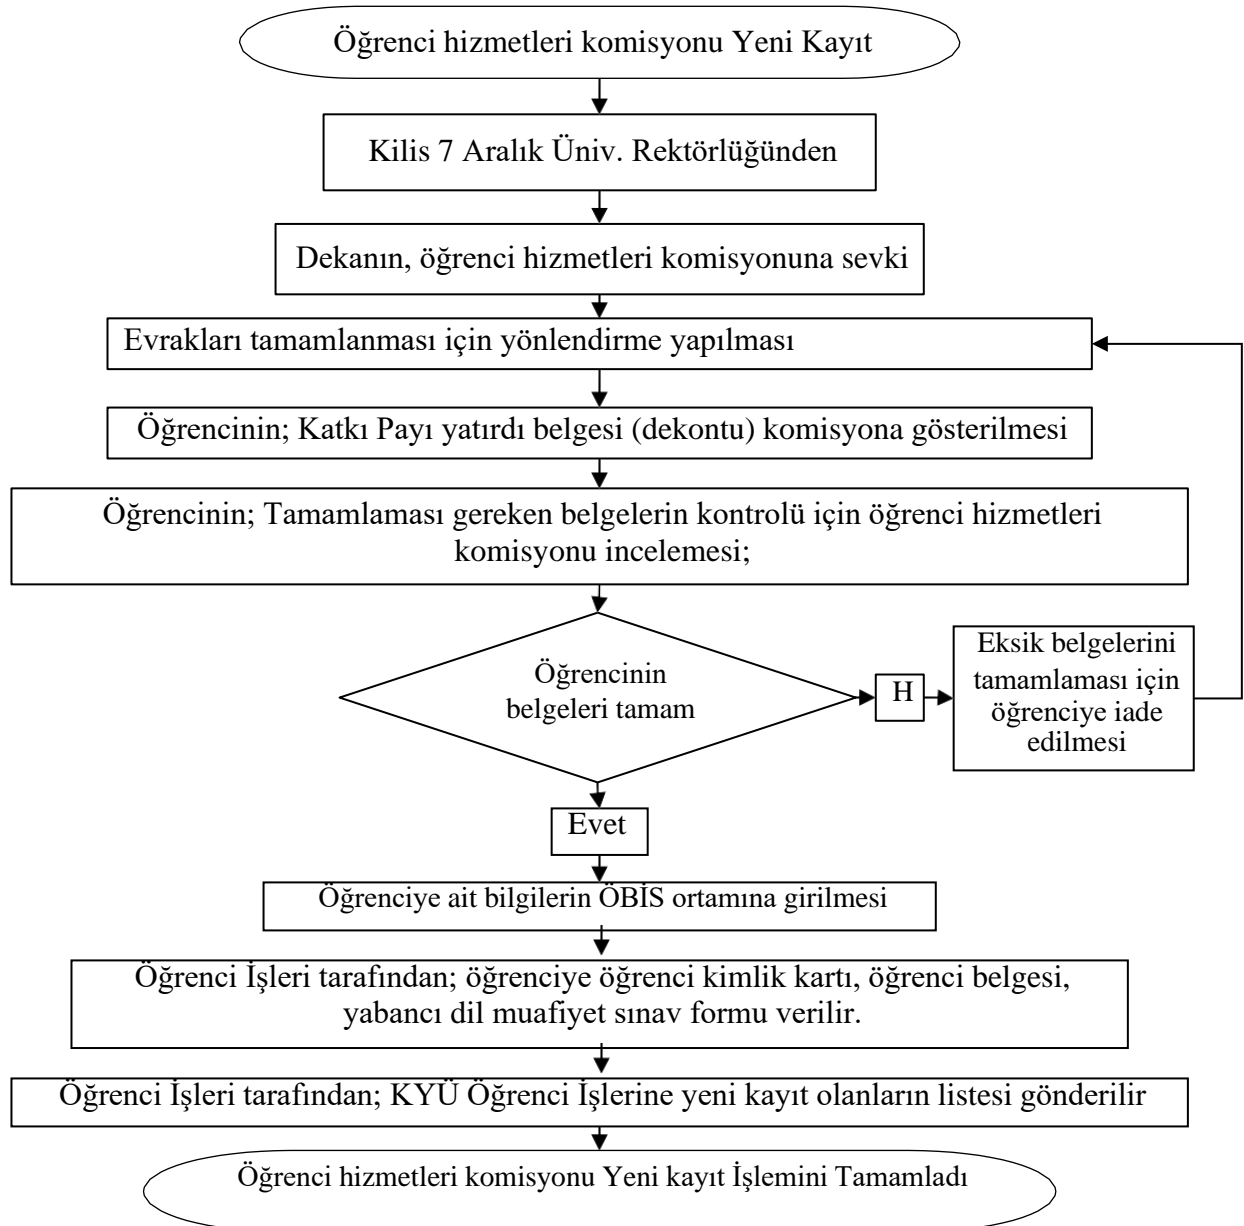 Öğrenci hizmetleri komisyonu Yeni Kayıt
Kilis 7 Aralık Üniv. Rektörlüğünden
Dekanın, öğrenci hizmetleri komisyonuna sevki
Evrakları tamamlanması için yönlendirme yapılması
Öğrencinin; Katkı Payı yatırdı belgesi (dekontu) komisyona gösterilmesi
Öğrencinin; Tamamlaması gereken belgelerin kontrolü için öğrenci hizmetleri
komisyonu incelemesi;
Öğrencinin
belgeleri tamam
H
Eksik belgelerini
tamamlaması için
öğrenciye iade
edilmesi
Evet
Öğrenciye ait bilgilerin ÖBİS ortamına girilmesi
Öğrenci İşleri tarafından; öğrenciye öğrenci kimlik kartı, öğrenci belgesi,
yabancı dil muafiyet sınav formu verilir.
Öğrenci İşleri tarafından; KYÜ Öğrenci İşlerine yeni kayıt olanların listesi gönderilir
Öğrenci hizmetleri komisyonu Yeni kayıt İşlemini Tamamladı